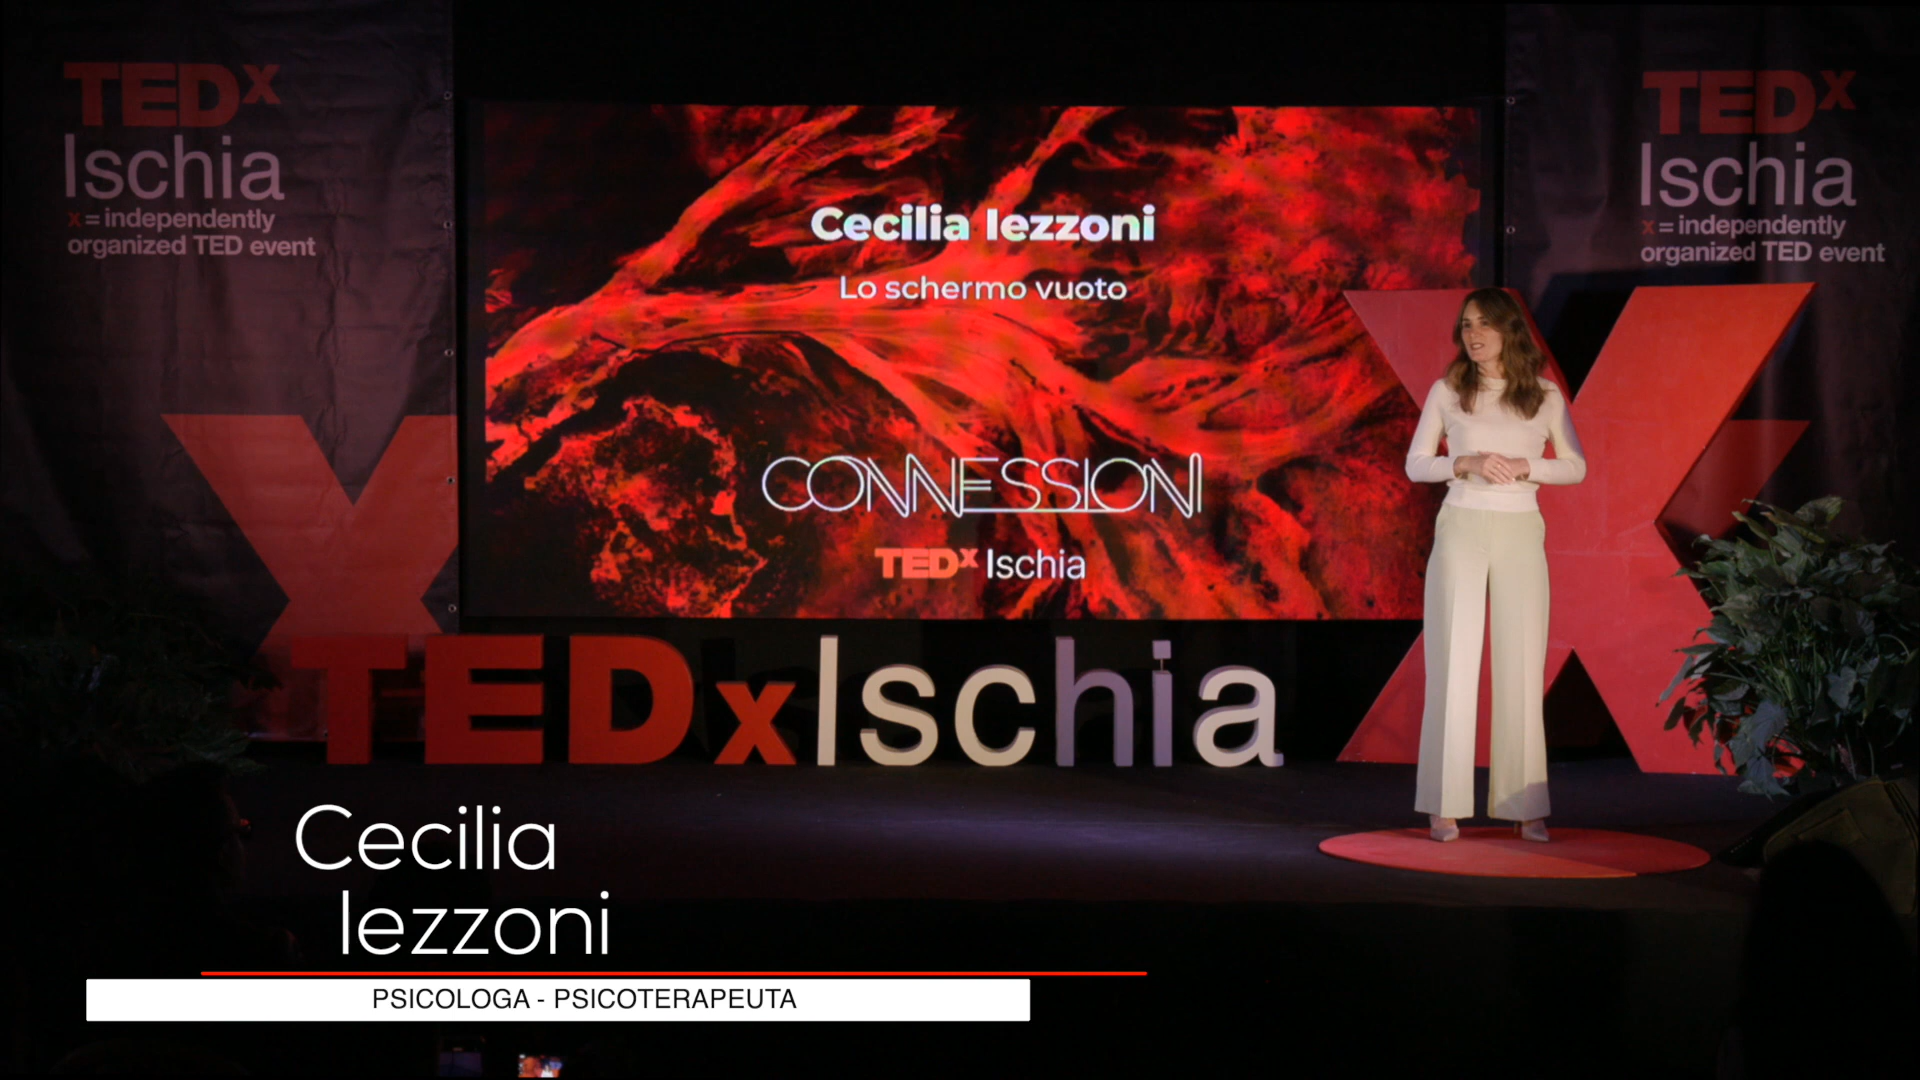 TEDx
Ischia
x = independently
organized TED event
TEDx
Ischia
x = independently
organized TED event
Cecilia Iezzoni
Lo schermo vuoto
CONNESSIONI
TEDx Ischia
TEDxIschia
Cecilia
Iezzoni
PSICOLOGA - PSICOTERAPEUTA